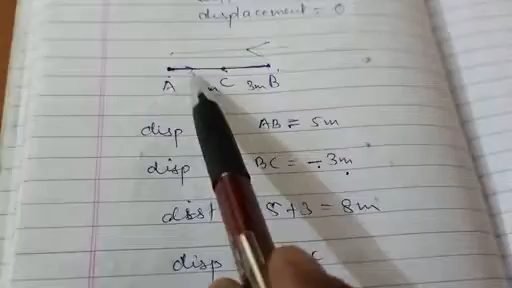 displacement = 0
A m C 3m B
disp AB = 5m
disp BC = - 3m
dist 5+3 = 8m
disp